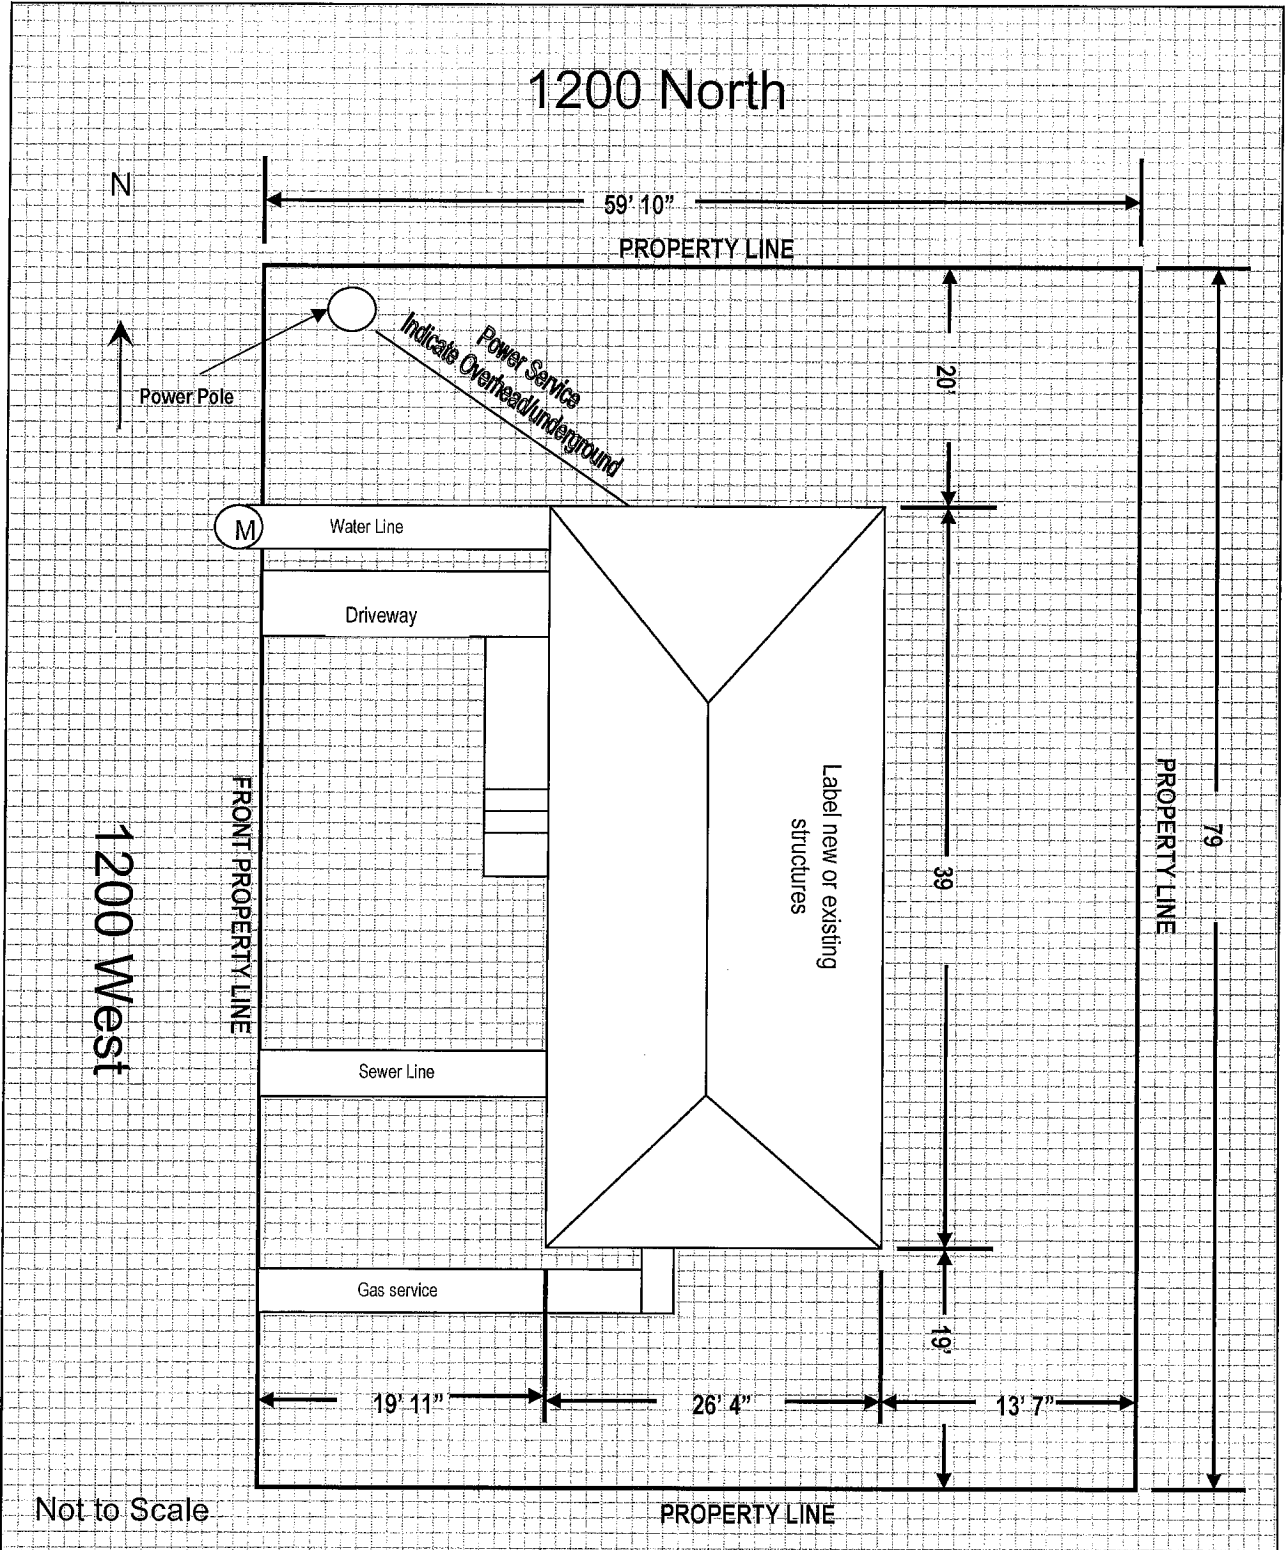 1200 North
N
59' 10”
PROPERTY LINE
Power Service
Indicate Overhead/underground
20'
Power Pole
M
Water Line
Driveway
Label new or existing
structures
39
79
PROPERTY LINE
FRONT PROPERTY LINE
1200 West
Sewer Line
Gas service
19'
19' 11”
26' 4”
13' 7”
Not to Scale
PROPERTY LINE